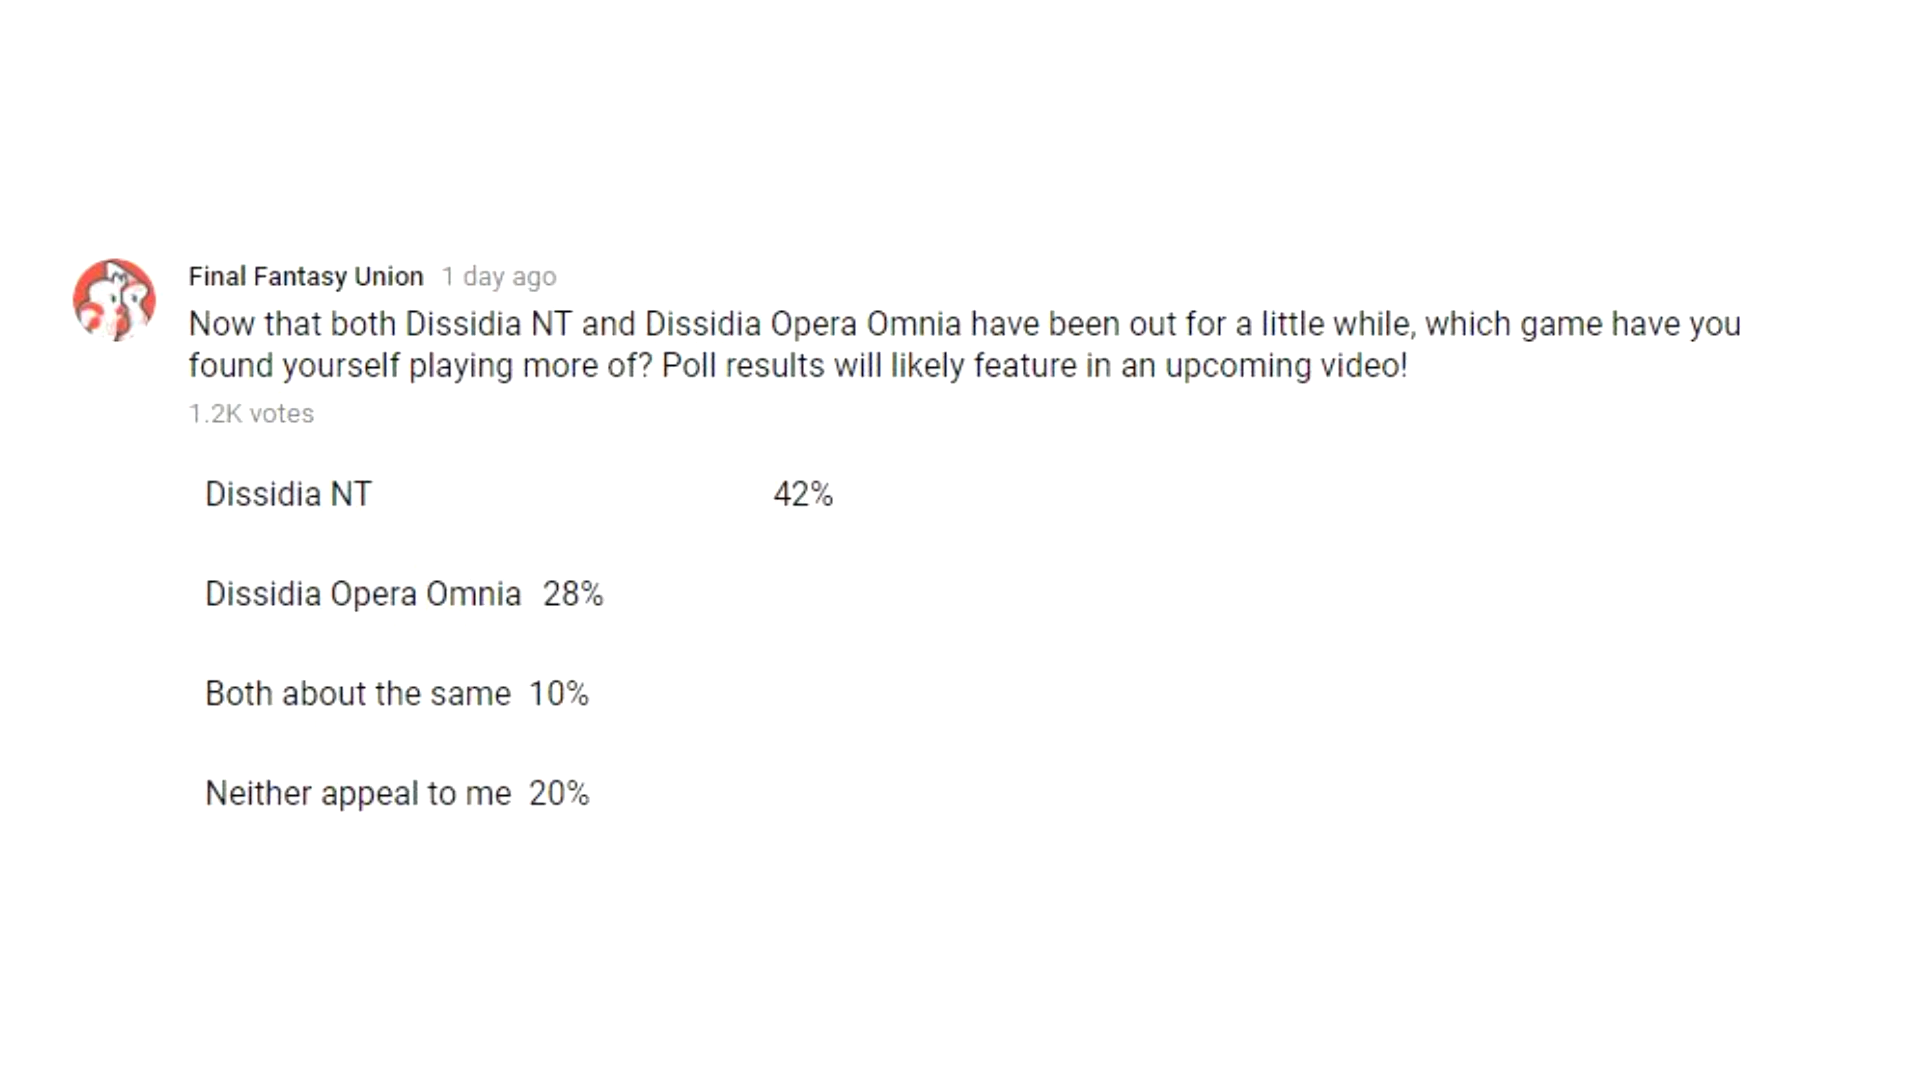 Final Fantasy Union 1 day ago
Now that both Dissidia NT and Dissidia Opera Omnia have been out for a little while, which game have you
found yourself playing more of? Poll results will likely feature in an upcoming video!
1.2K votes
Dissidia NT 42%
Dissidia Opera Omnia 28%
Both about the same 10%
Neither appeal to me 20%